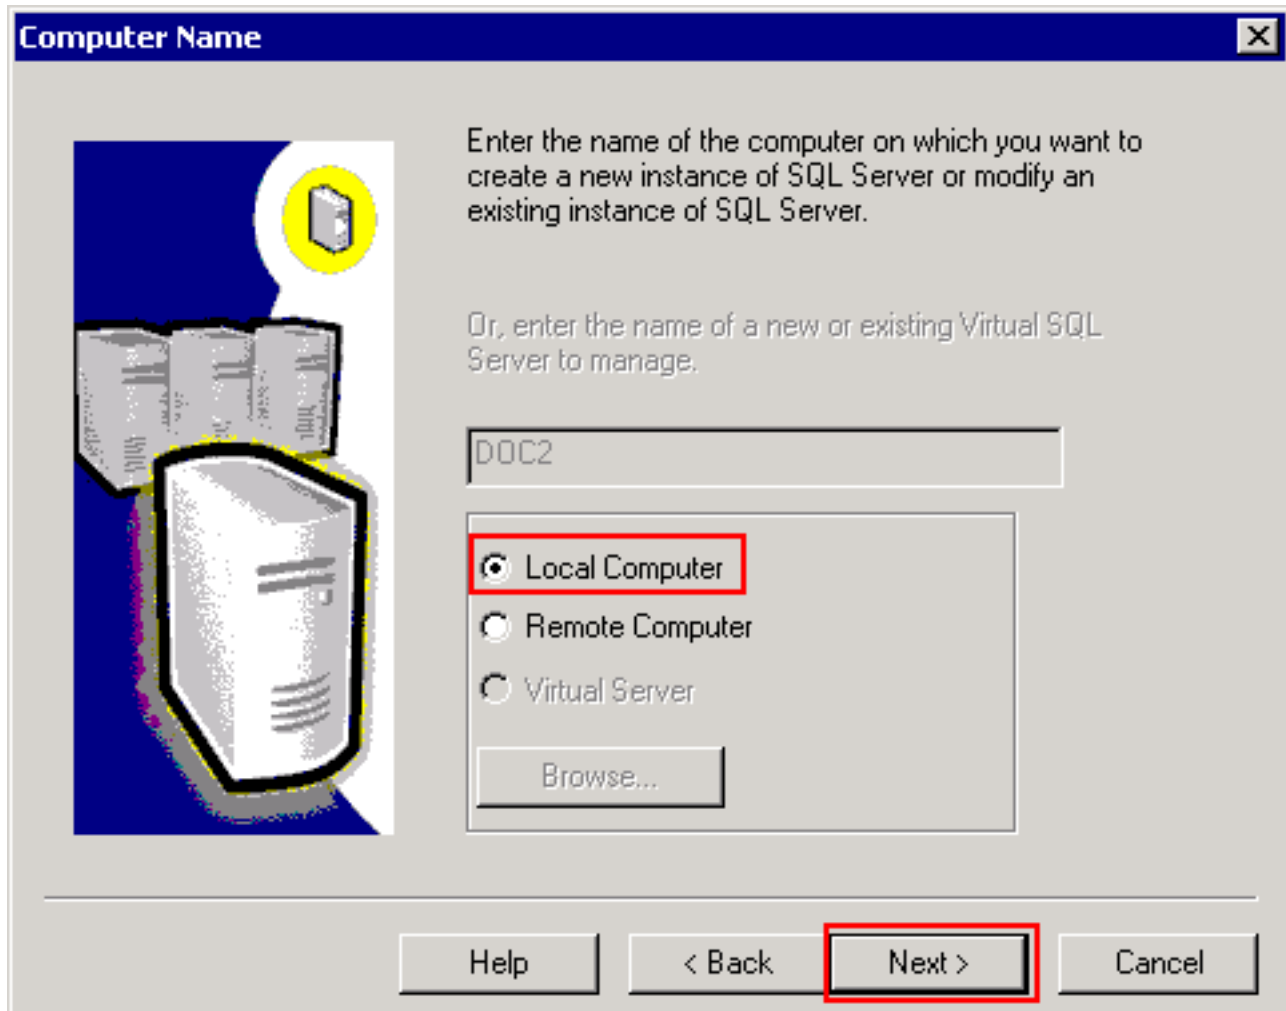 Computer Name
Enter the name of the computer on which you want to
create a new instance of SQL Server or modify an
existing instance of SQL Server.
Or, enter the name of a new or existing Virtual SQL
Server to manage.
DOC2
Local Computer
Remote Computer
Virtual Server
Browse...
Help
< Back
Next >
Cancel